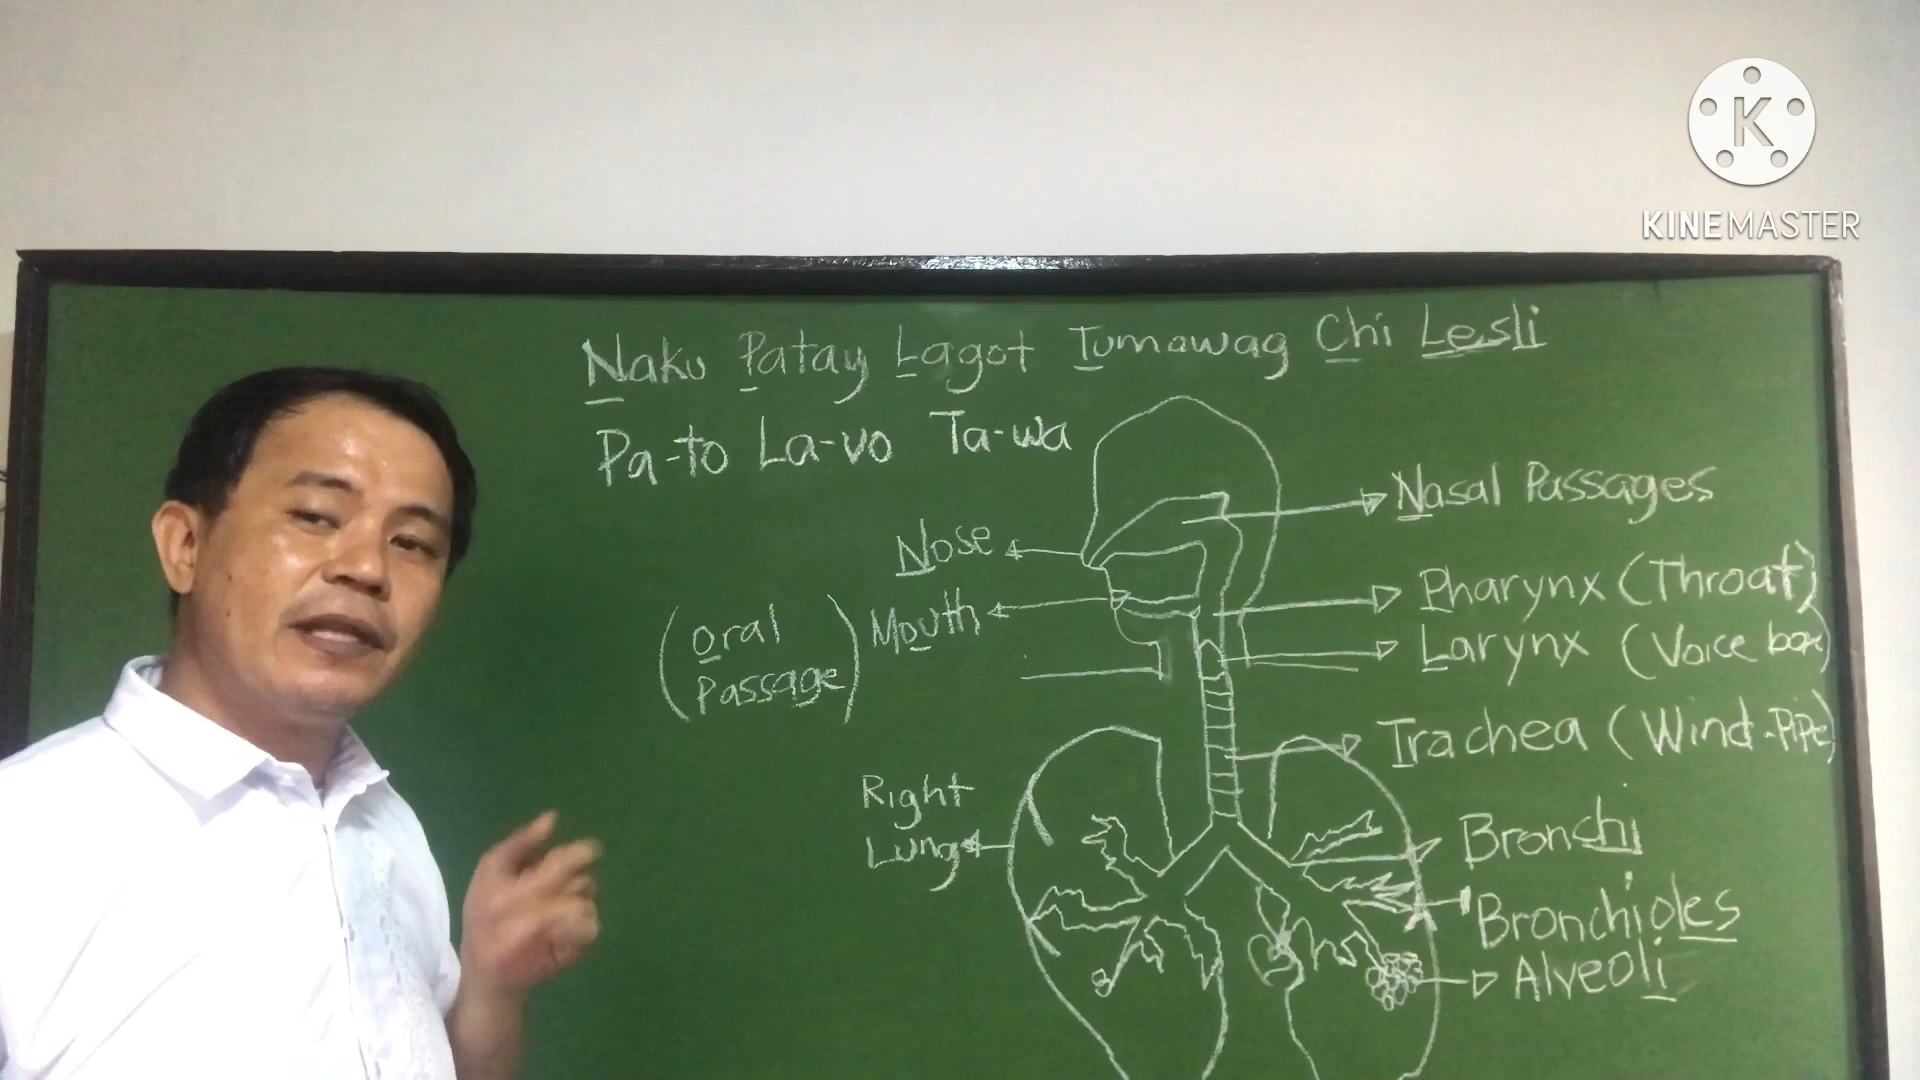 KINEMASTER
Naku Patay Lagot Tumawag Chi Lesli
Pa-to La-vo Ta-wa
Nasal Passages
Nose
Pharynx (Throat)
(Oral Passage) Mouth
Larynx (Voice box)
Trachea (Wind-Pipe)
Right
Lung
Bronchi
Bronchioles
Alveoli